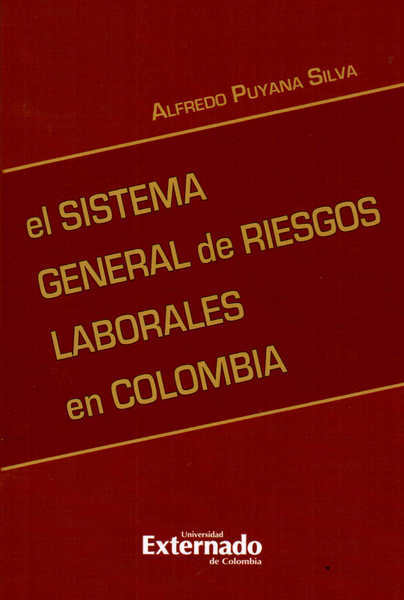 ALFREDO PUYANA SILVA
el SISTEMA
GENERAL de RIESGOS
LABORALES
en COLOMBIA
Universidad
Externado
de Colombia